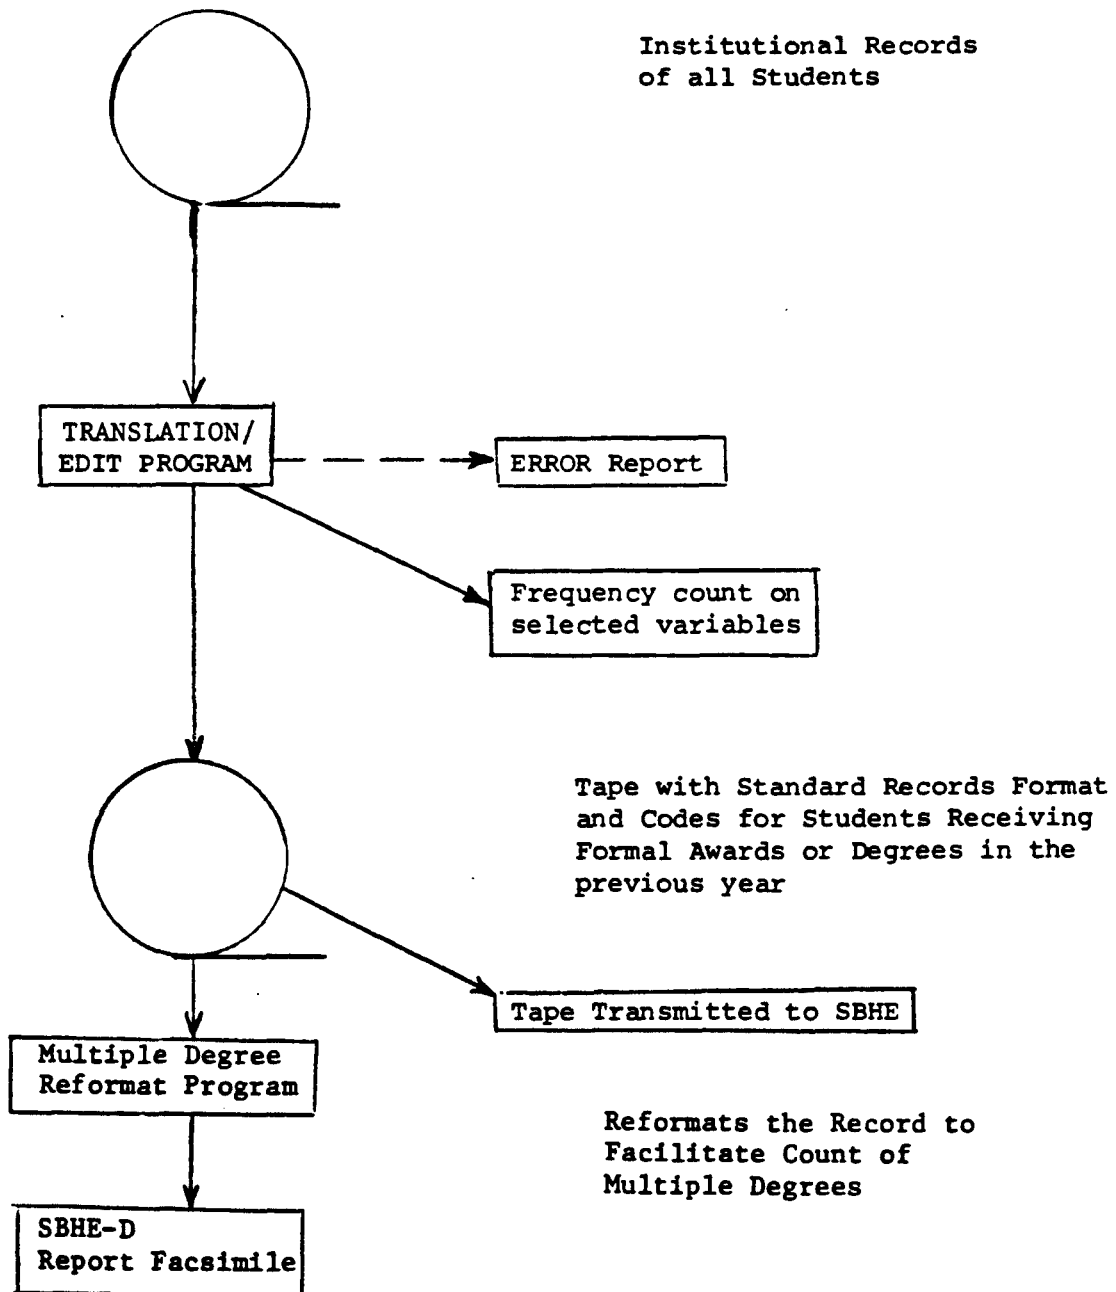 Institutional Records
of all Students
TRANSLATION/
EDIT PROGRAM
ERROR Report
Frequency count on
selected variables
Tape with Standard Records Format
and Codes for Students Receiving
Formal Awards or Degrees in the
previous year
Tape Transmitted to SBHE
Multiple Degree
Reformat Program
Reformats the Record to
Facilitate Count of
Multiple Degrees
SBHE-D
Report Facsimile